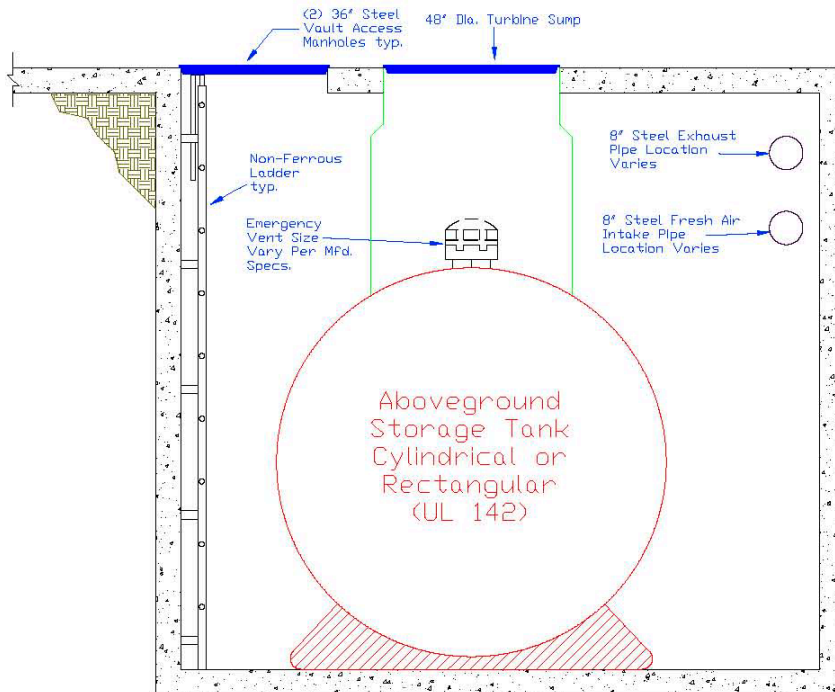 (2) 36" Steel
Vault Access
Manholes typ.
48" Dia. Turbine Sump
Non-Ferrous
Ladder
typ.
8" Steel Exhaust
Pipe Location
Varies
Emergency
Vent Size
Vary Per Mfd.
Specs.
8" Steel Fresh Air
Intake Pipe
Location Varies
Aboveground
Storage Tank
Cylindrical or
Rectangular
(UL 142)